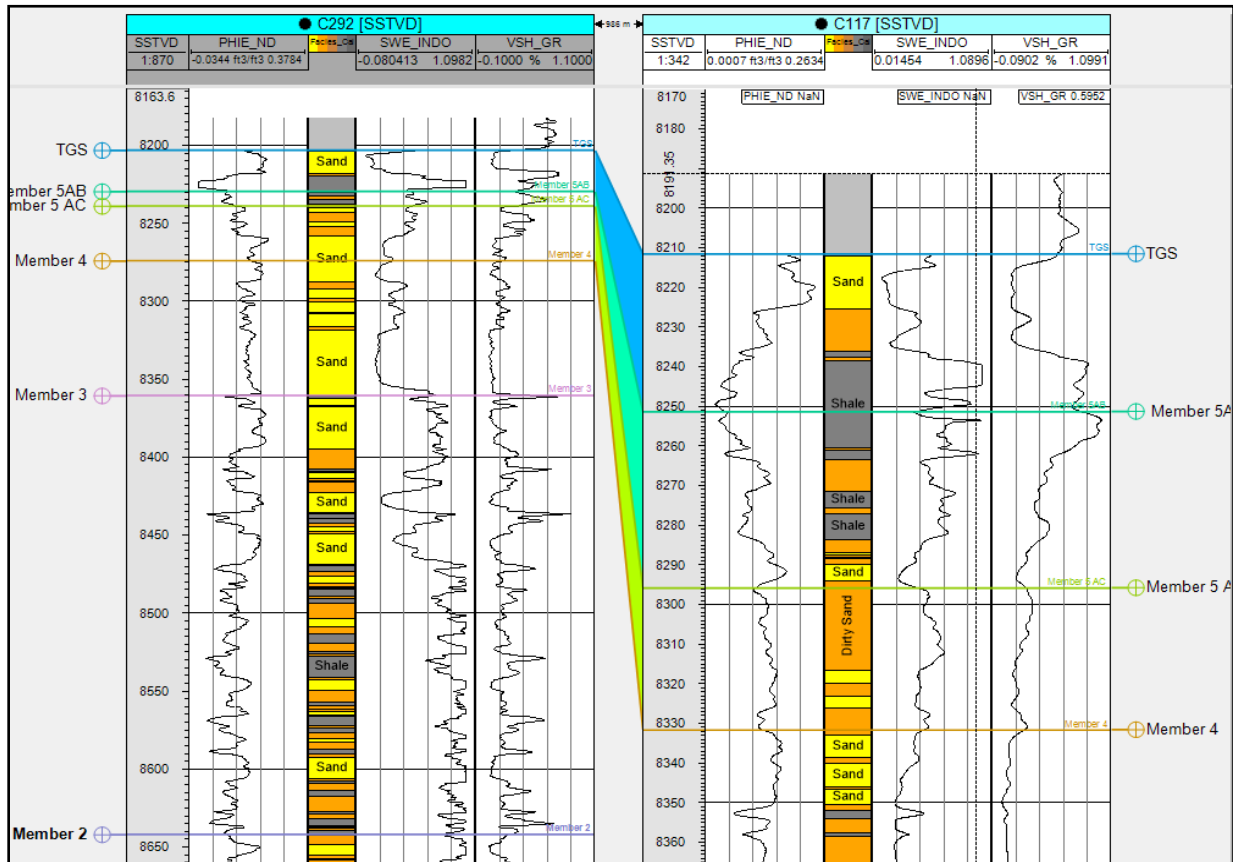 C292 [SSTVD]
986 m
C117 [SSTVD]
SSTVD PHIE_ND Facies_Ca SWE_INDO VSH_GR
1:870 -0.0344 ft3/ft3 0.3784 -0.080413 1.0982 -0.1000 % 1.1000
SSTVD PHIE_ND Facies_Ca SWE_INDO VSH_GR
1:342 0.0007 ft3/ft3 0.2634 0.01454 1.0896 -0.0902 % 1.0991
8163.6
8200
8250
8300
8350
8400
8450
8500
8550
8600
8650
TGS
ember 5AB
mber 5 AC
Member 4
Member 3
Member 2
Sand
Sand
Sand
Sand
Sand
Sand
Shale
Sand
TGS
Member 5AB
Member 5 AC
Member 4
Member 3
Member 2
PHIE_ND NaN
SWE_INDO NaN
VSH_GR 0.5952
8170
8180
8191.35
8200
8210
8220
8230
8240
8250
8260
8270
8280
8290
8300
8310
8320
8330
8340
8350
8360
Sand
Shale
Shale
Shale
Sand
Dirty Sand
Sand
Sand
Sand
TGS
Member 5AB
Member 5 AC
Member 4
TGS
Member 5A
Member 5 A
Member 4